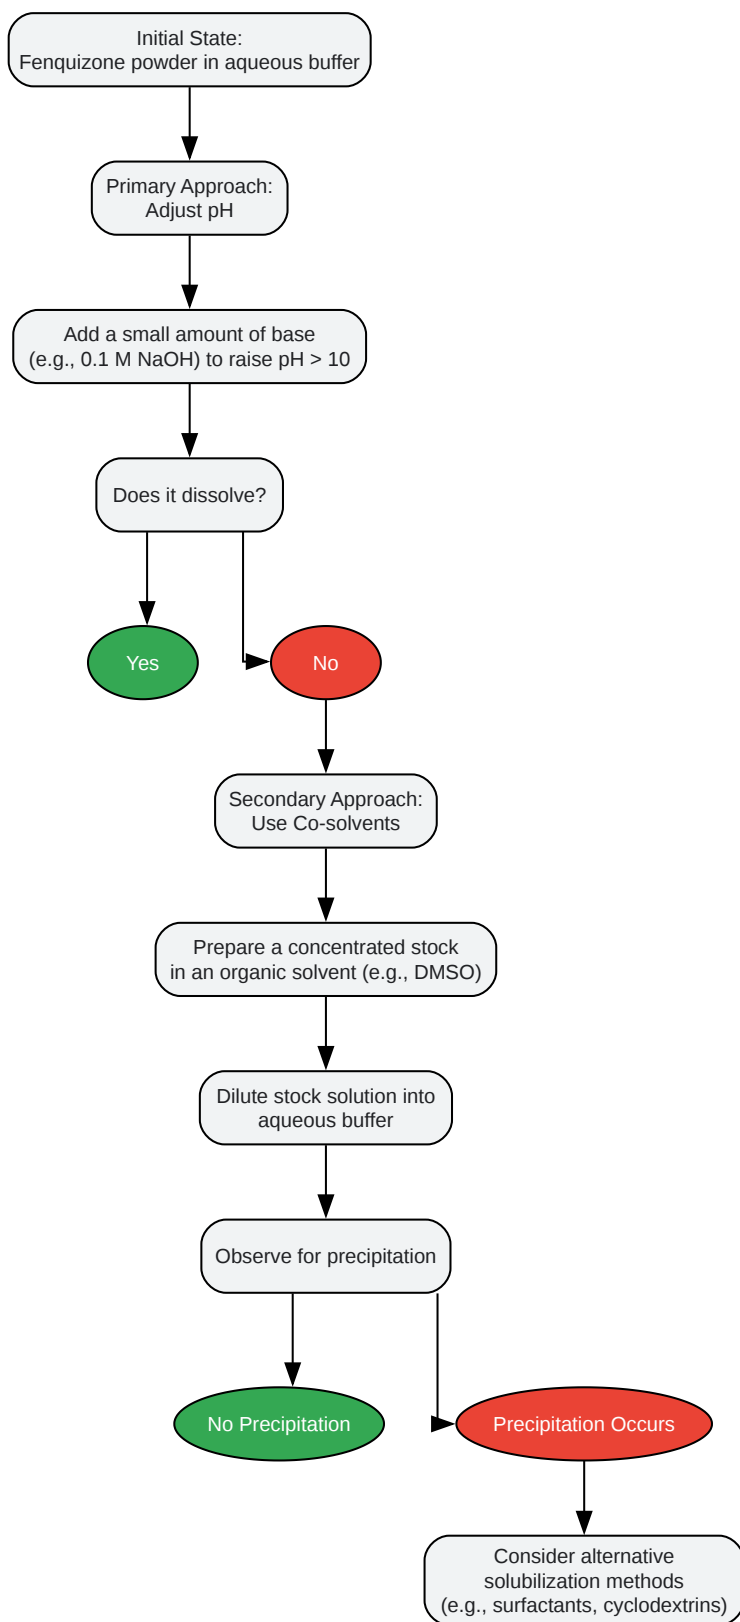 Initial State:
Fenquizone powder in aqueous buffer
Primary Approach:
Adjust pH
Add a small amount of base
(e.g., 0.1 M NaOH) to raise pH > 10
Does it dissolve?
Yes
No
Secondary Approach:
Use Co-solvents
Prepare a concentrated stock
in an organic solvent (e.g., DMSO)
Dilute stock solution into
aqueous buffer
Observe for precipitation
No Precipitation
Precipitation Occurs
Consider alternative
solubilization methods
(e.g., surfactants, cyclodextrins)